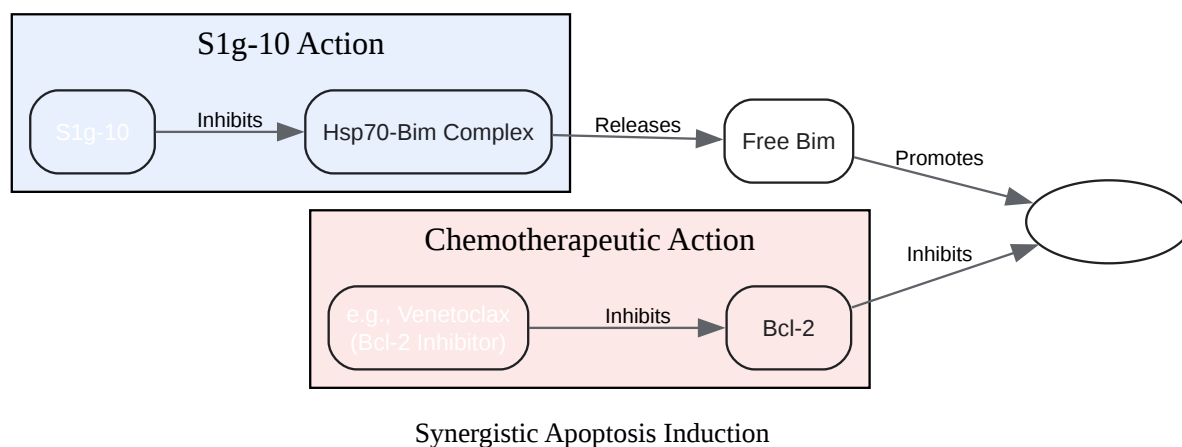 S1g-10 Action
S1g-10
Inhibits
Hsp70-Bim Complex
Releases
Free Bim
Promotes
Chemotherapeutic Action
e.g., Venetoclax
(Bcl-2 Inhibitor)
Inhibits
Bcl-2
Inhibits
Synergistic Apoptosis Induction